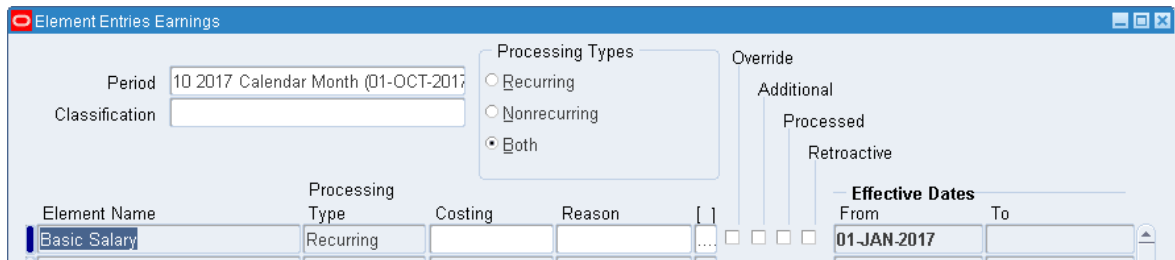 Element Entries Earnings
Processing Types
Override
Period 10 2017 Calendar Month (01-OCT-2017
Recurring
Additional
Classification
Nonrecurring
Processed
Both
Retroactive
Processing
Effective Dates
Element Name Type Costing Reason [ ] From To
Basic Salary Recurring .... 01-JAN-2017